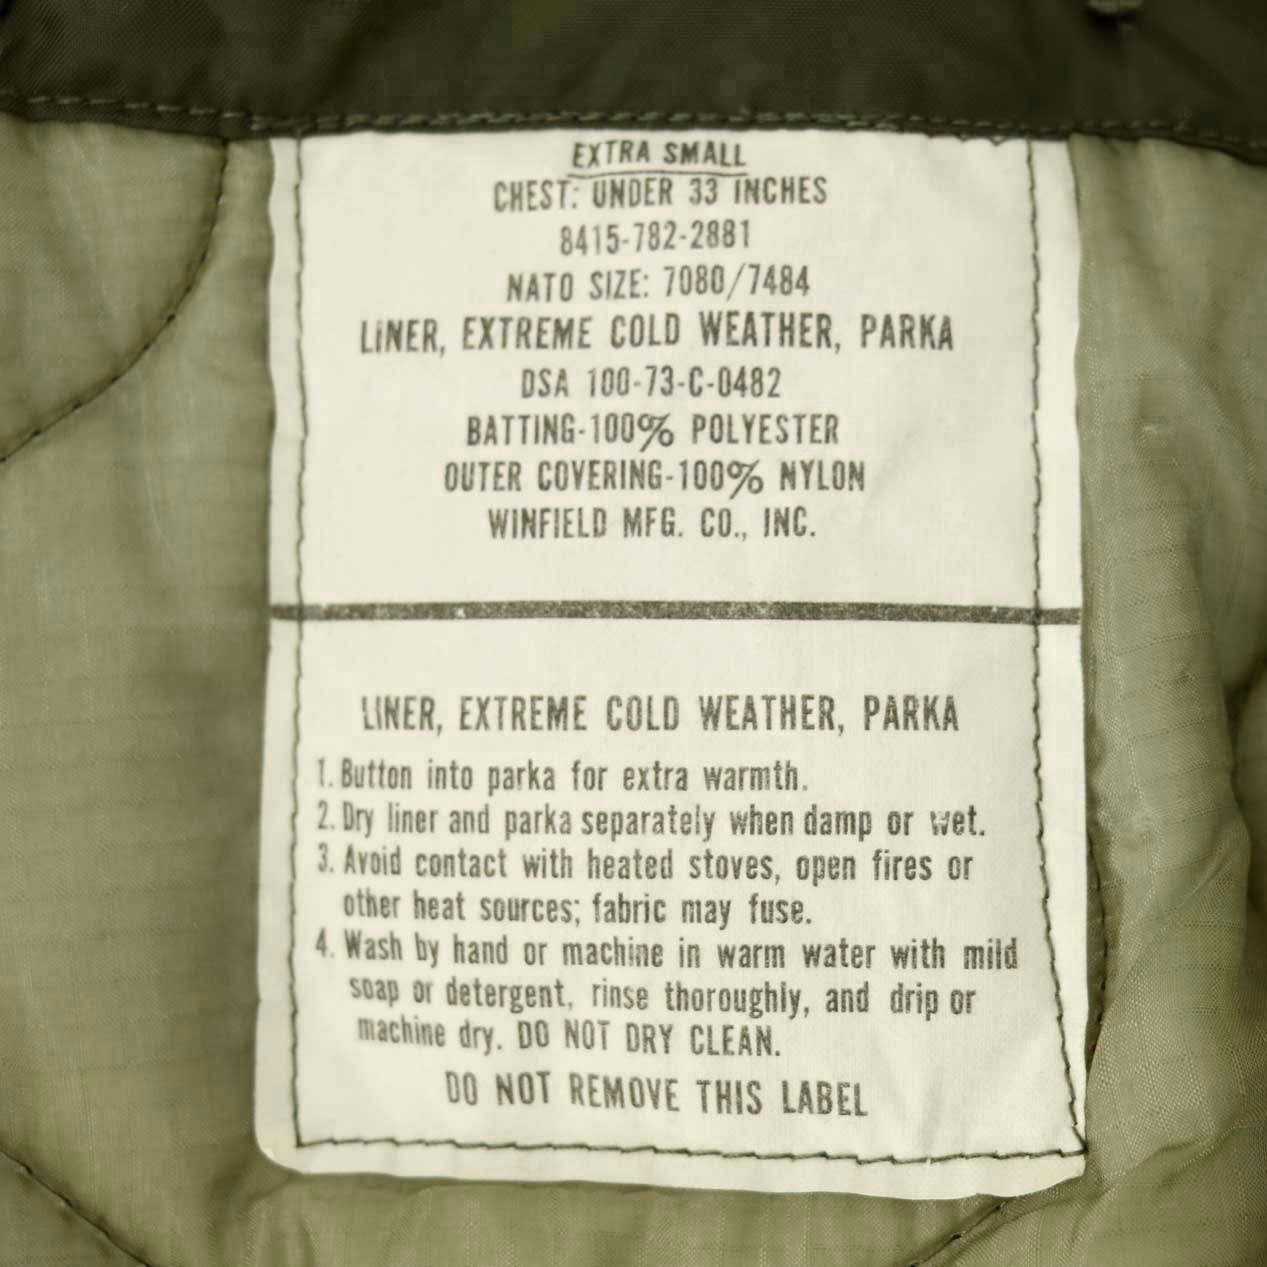 EXTRA SMALL
CHEST: UNDER 33 INCHES
8415-782-2881
NATO SIZE: 7080/7484
LINER, EXTREME COLD WEATHER, PARKA
DSA 100-73-C-0482
BATTING-100% POLYESTER
OUTER COVERING-100% NYLON
WINFIELD MFG. CO., INC.
LINER, EXTREME COLD WEATHER, PARKA
1. Button into parka for extra warmth.
2. Dry liner and parka separately when damp or wet.
3. Avoid contact with heated stoves, open fires or
other heat sources; fabric may fuse.
4. Wash by hand or machine in warm water with mild
soap or detergent, rinse thoroughly, and drip or
machine dry. DO NOT DRY CLEAN.
DO NOT REMOVE THIS LABEL